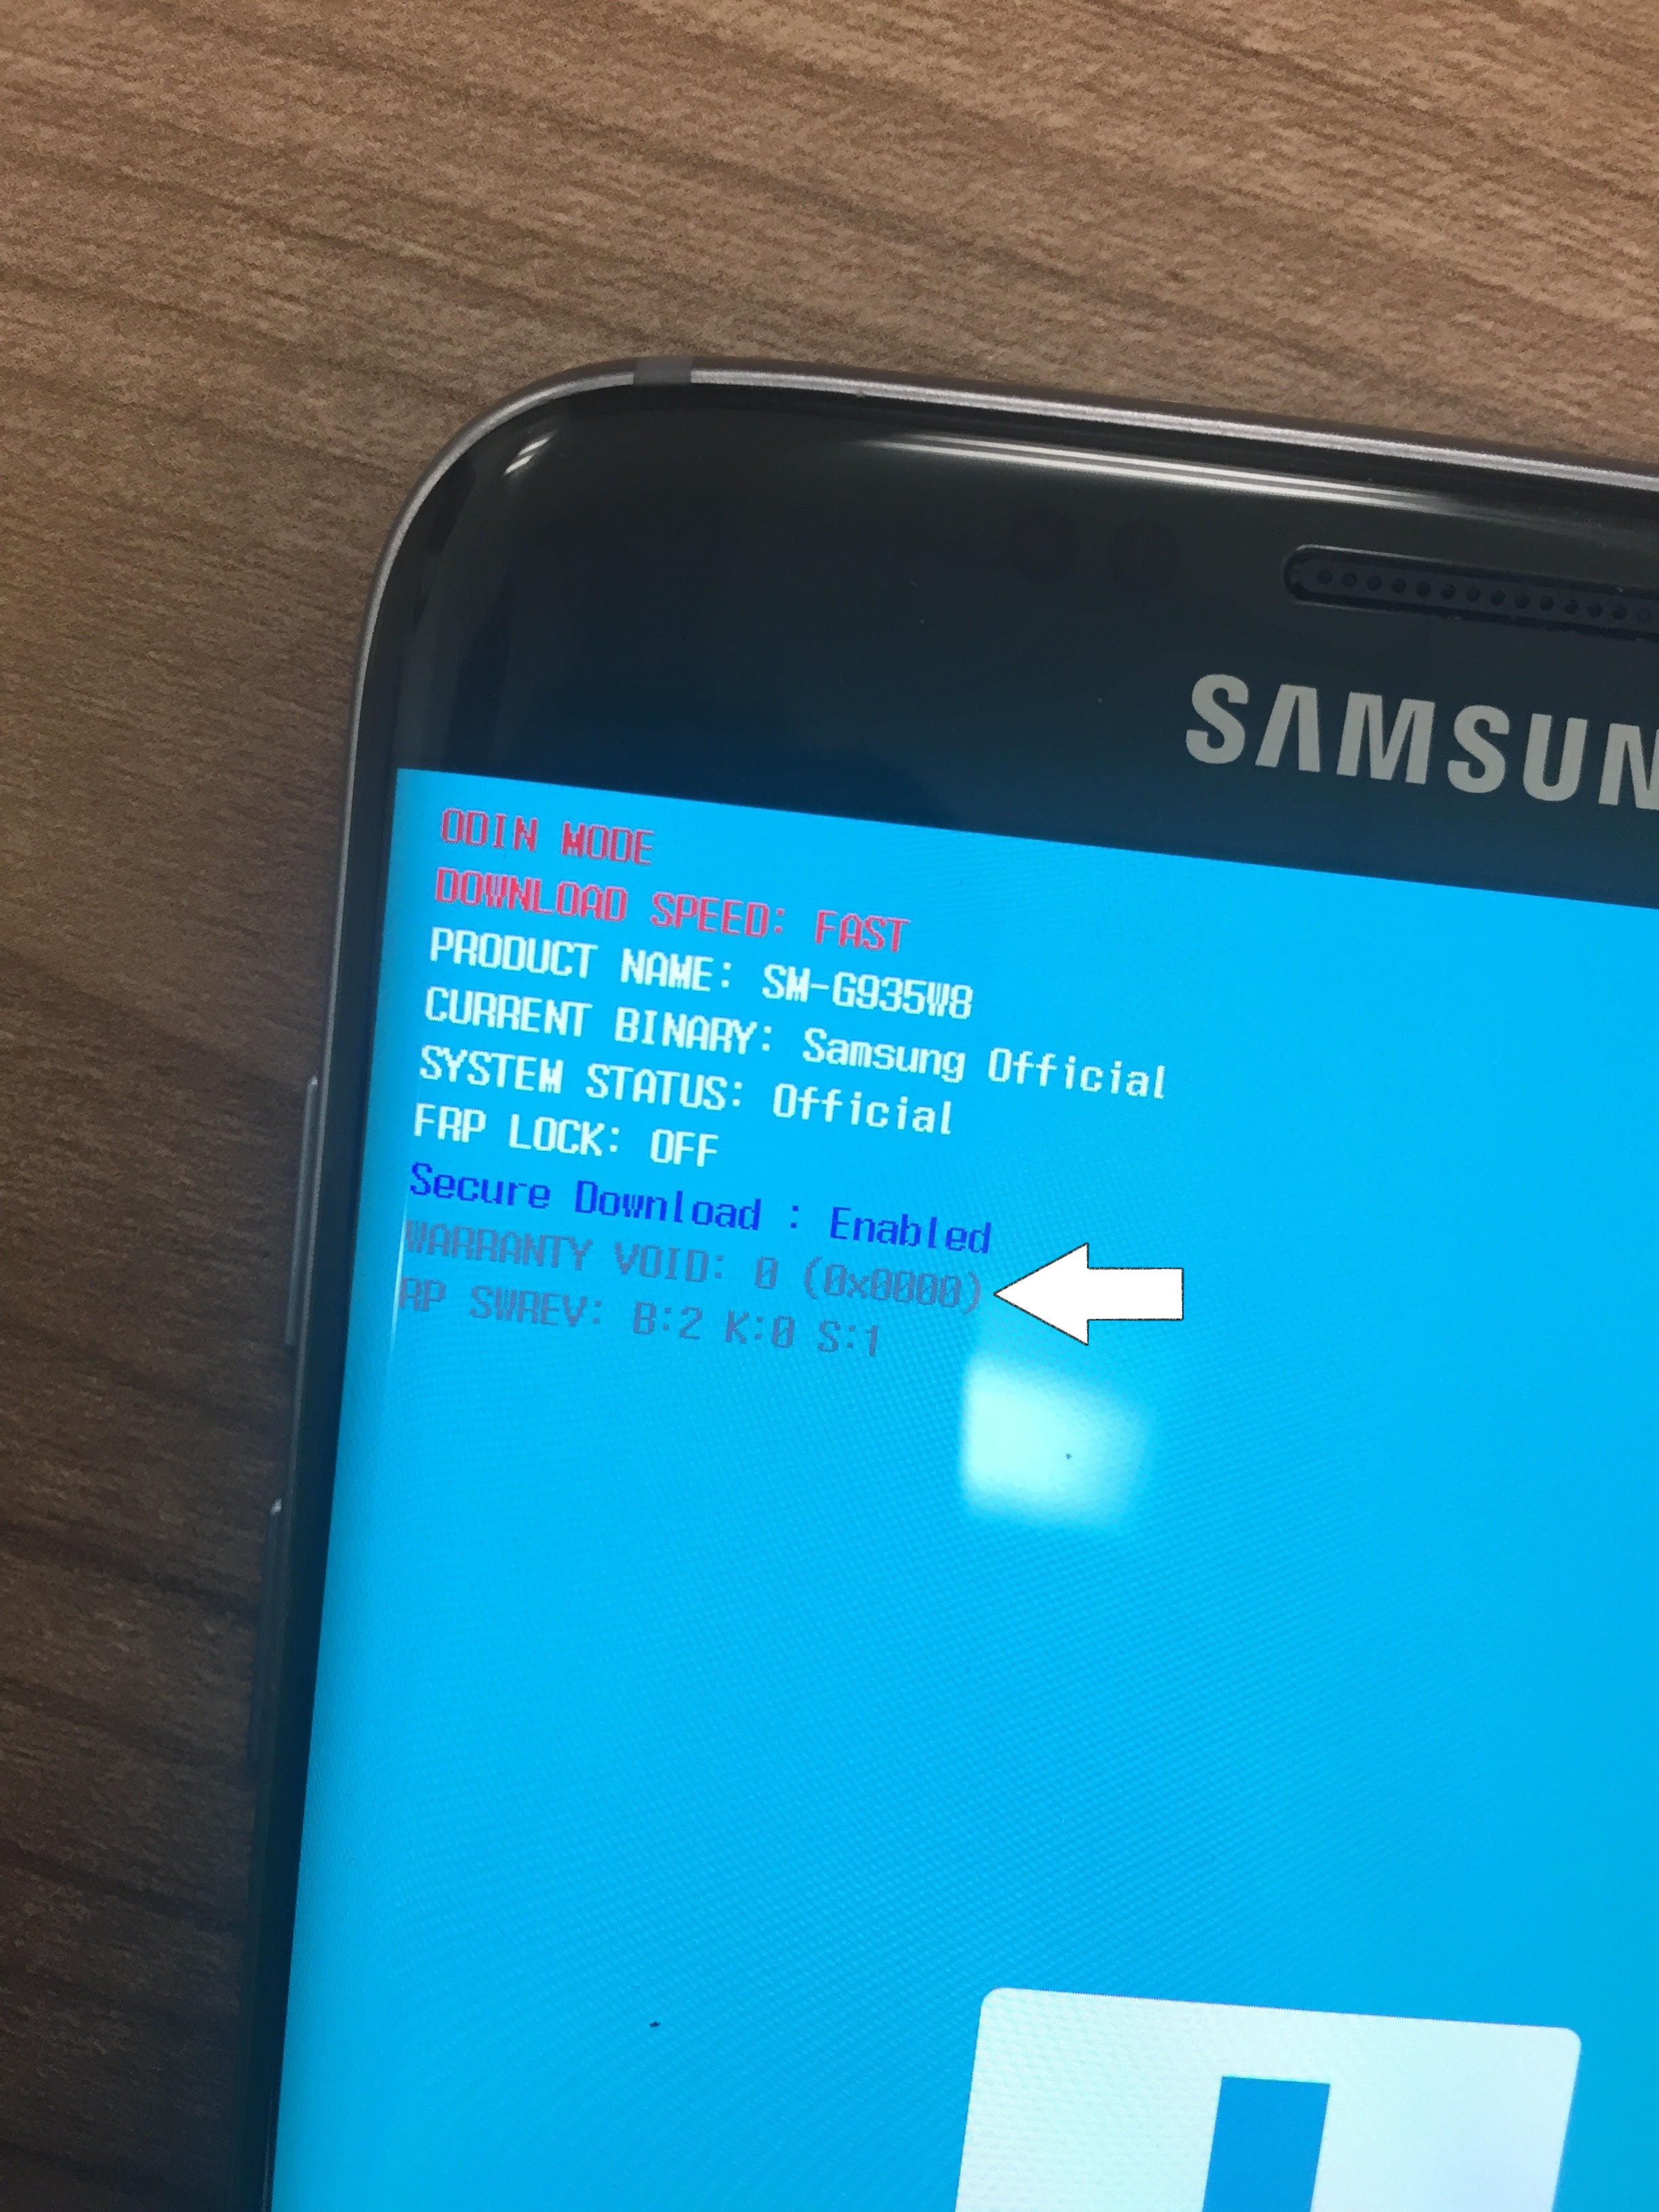 SAMSUN
ODIN MODE
DOWNLOAD SPEED: FAST
PRODUCT NAME: SM-G935W8
CURRENT BINARY: Samsung Official
SYSTEM STATUS: Official
FRP LOCK: OFF
Secure Download : Enabled
WARRANTY VOID: 0 (0x0000)
RP SWREV: B:2 K:0 S:1